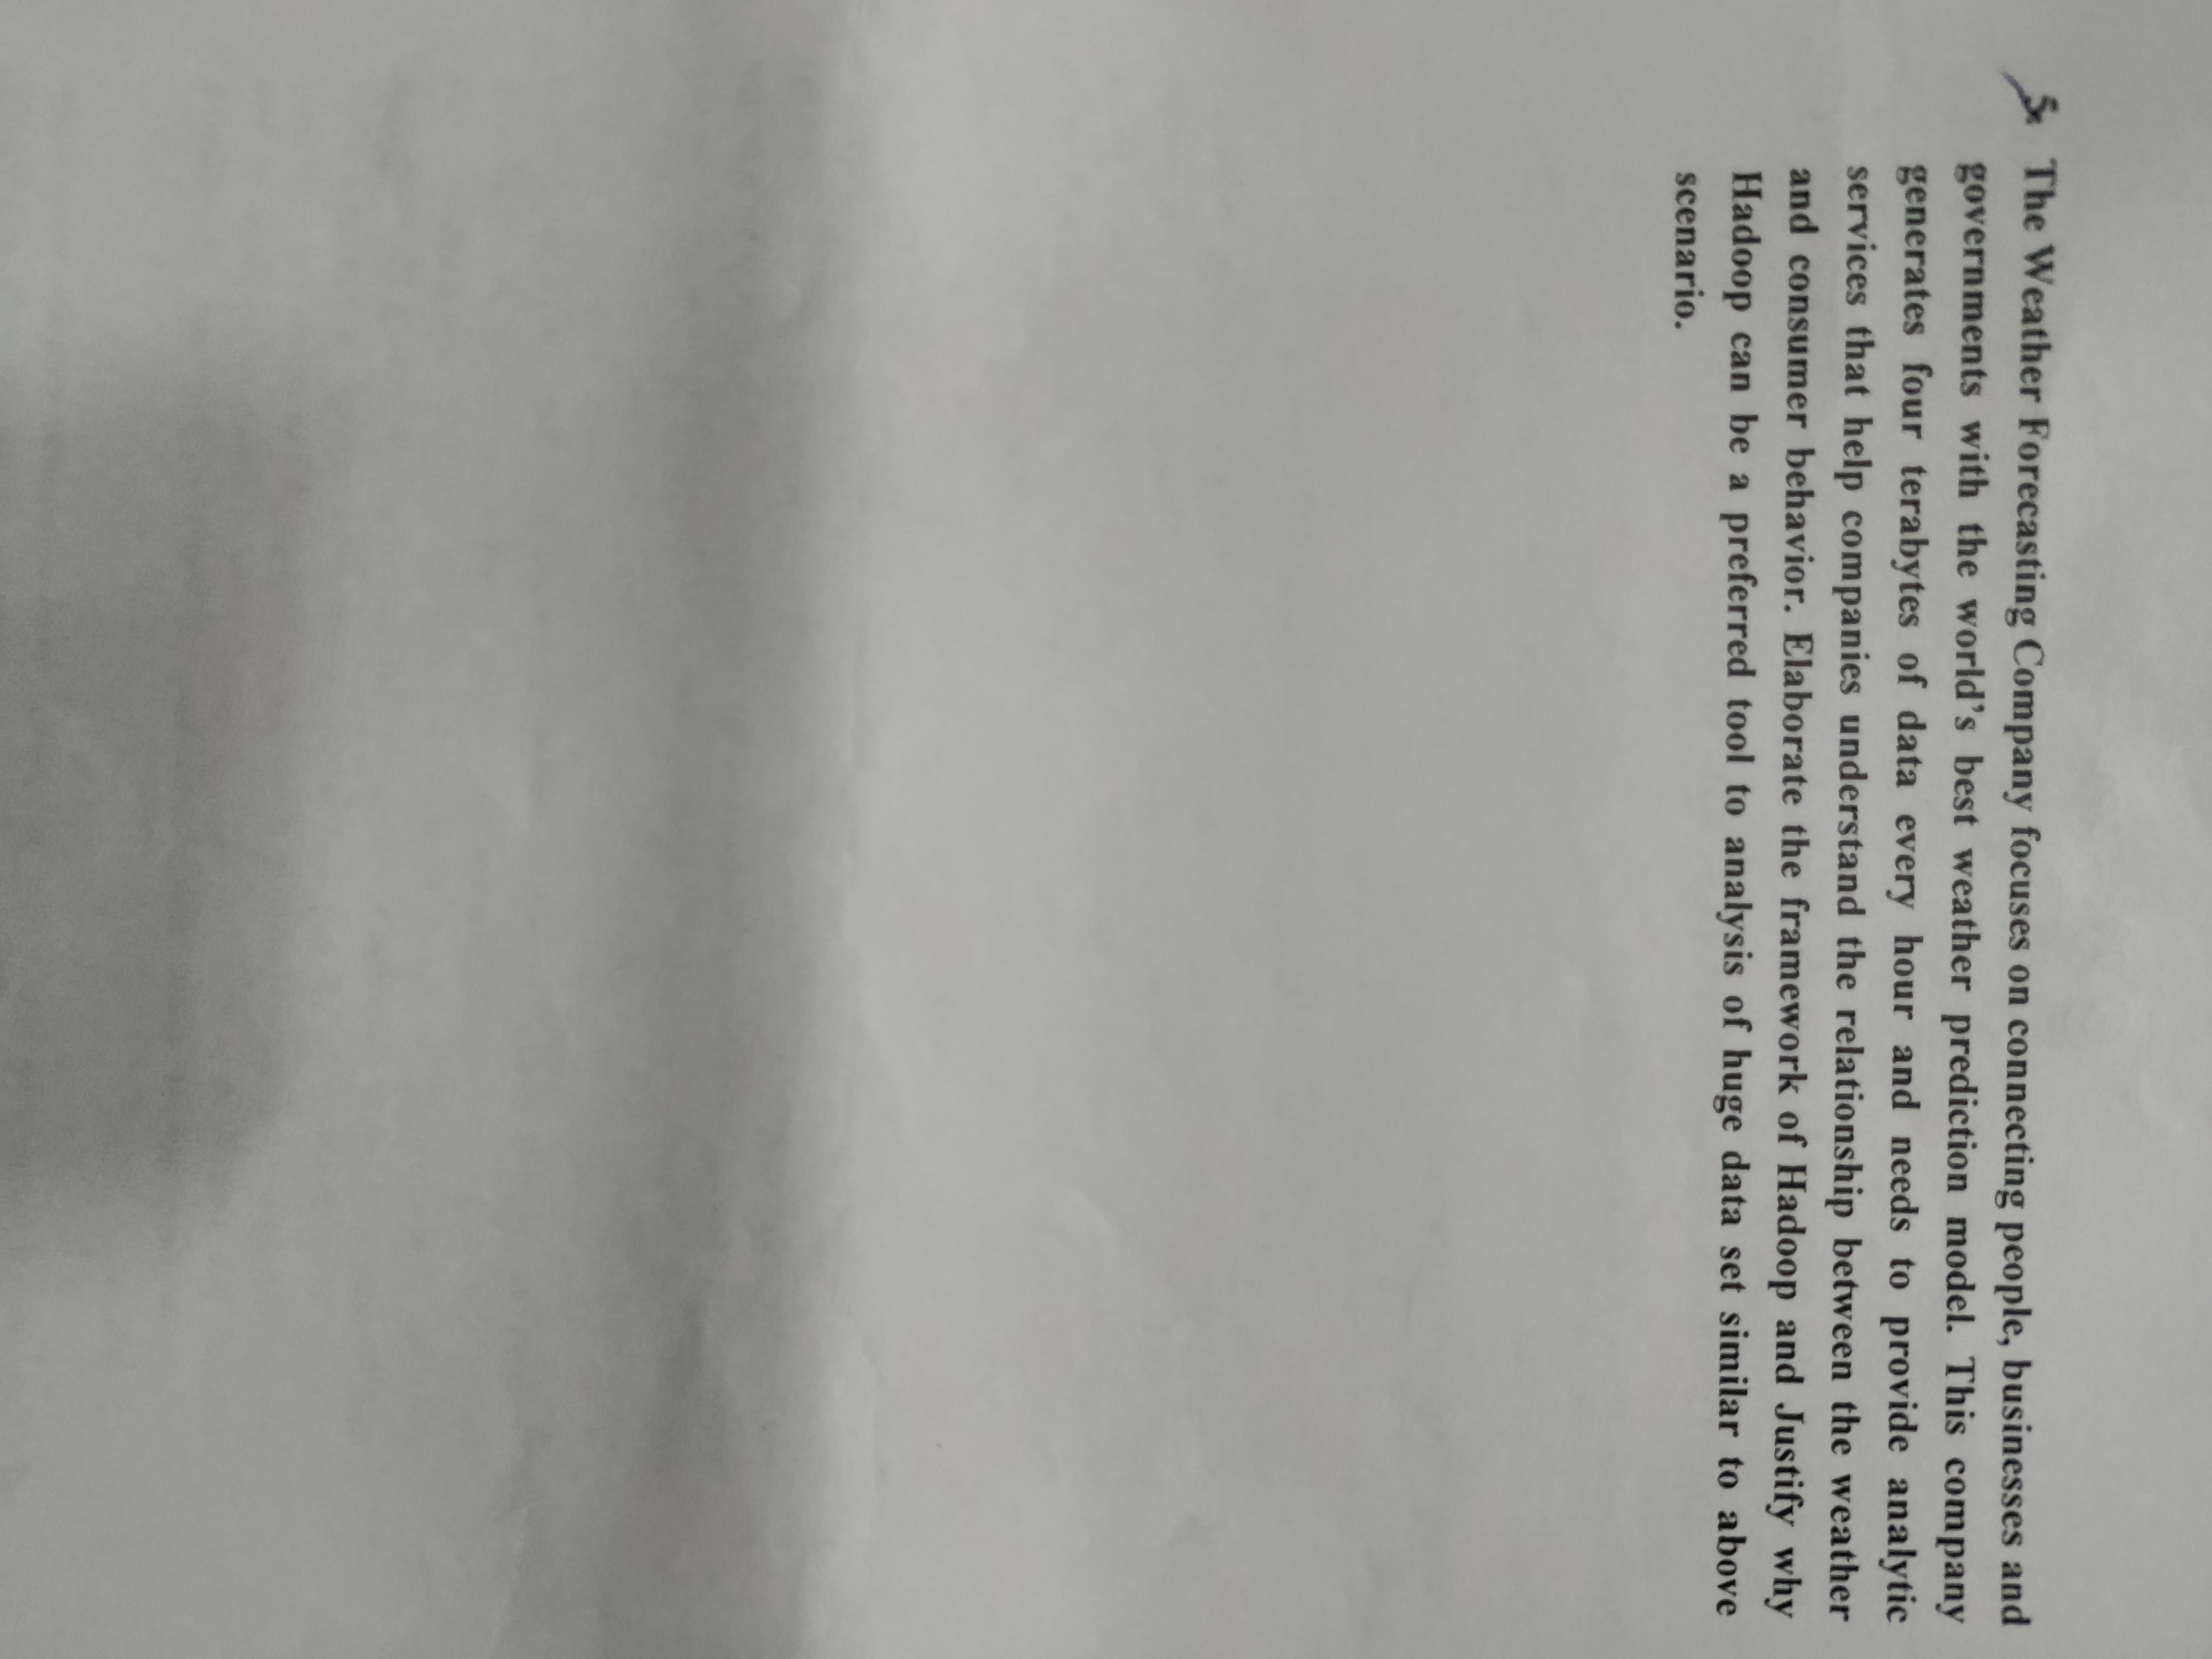 5. The Weather Forecasting Company focuses on connecting people, businesses and
governments with the world's best weather prediction model. This company
generates four terabytes of data every hour and needs to provide analytic
services that help companies understand the relationship between the weather
and consumer behavior. Elaborate the framework of Hadoop and Justify why
Hadoop can be a preferred tool to analysis of huge data set similar to above
scenario.